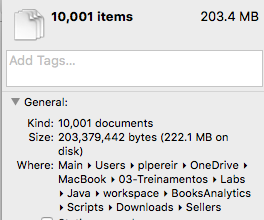 10,001 items 203.4 MB
Add Tags...
General:
Kind: 10,001 documents
Size: 203,379,442 bytes (222.1 MB on
disk)
Where: Main ▸ Users ▸ plpereir ▸ OneDrive ▸
MacBook ▸ 03-Treinamentos ▸ Labs
▸ Java ▸ workspace ▸ BooksAnalytics
▸ Scripts ▸ Downloads ▸ Sellers